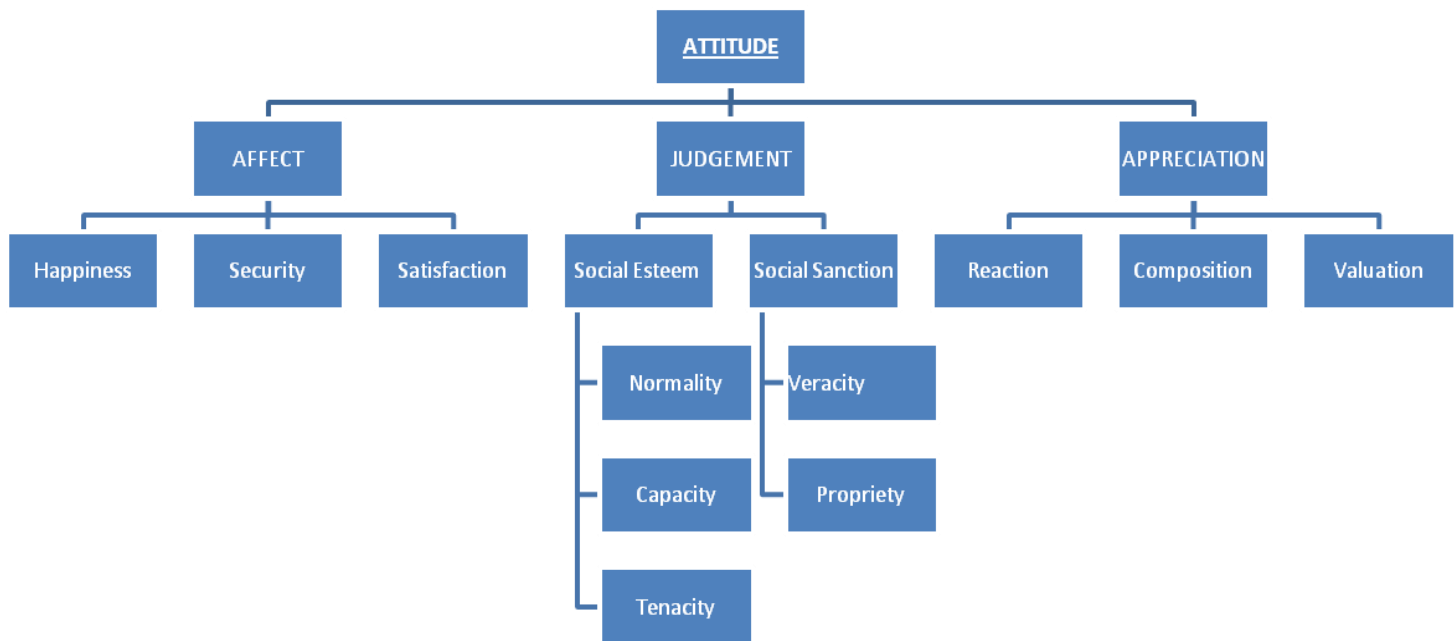 ATTITUDE
AFFECT
JUDGEMENT
APPRECIATION
Happiness
Security
Satisfaction
Social Esteem
Social Sanction
Reaction
Composition
Valuation
Normality
Veracity
Capacity
Propriety
Tenacity